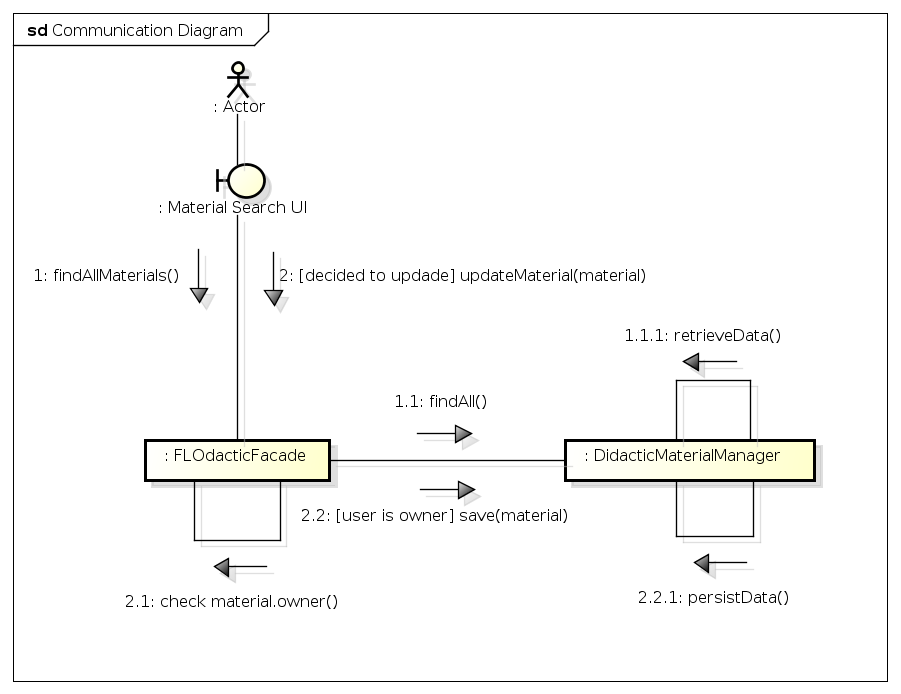 sd Communication Diagram
: Actor
: Material Search UI
1: findAllMaterials()
2: [decided to updade] updateMaterial(material)
1.1.1: retrieveData()
1.1: findAll()
: FLOdacticFacade
: DidacticMaterialManager
2.2: [user is owner] save(material)
2.1: check material.owner()
2.2.1: persistData()